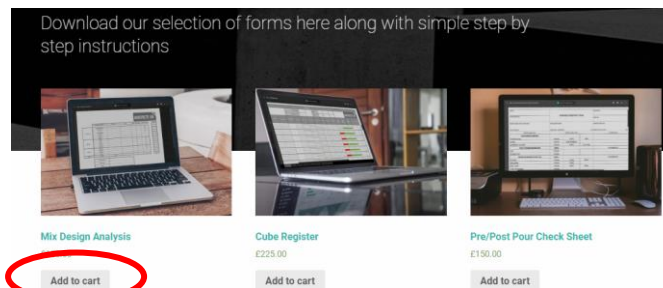 Download our selection of forms here along with simple step by
step instructions
Mix Design Analysis
Cube Register
Pre/Post Pour Check Sheet
£225.00
£150.00
Add to cart
Add to cart
Add to cart